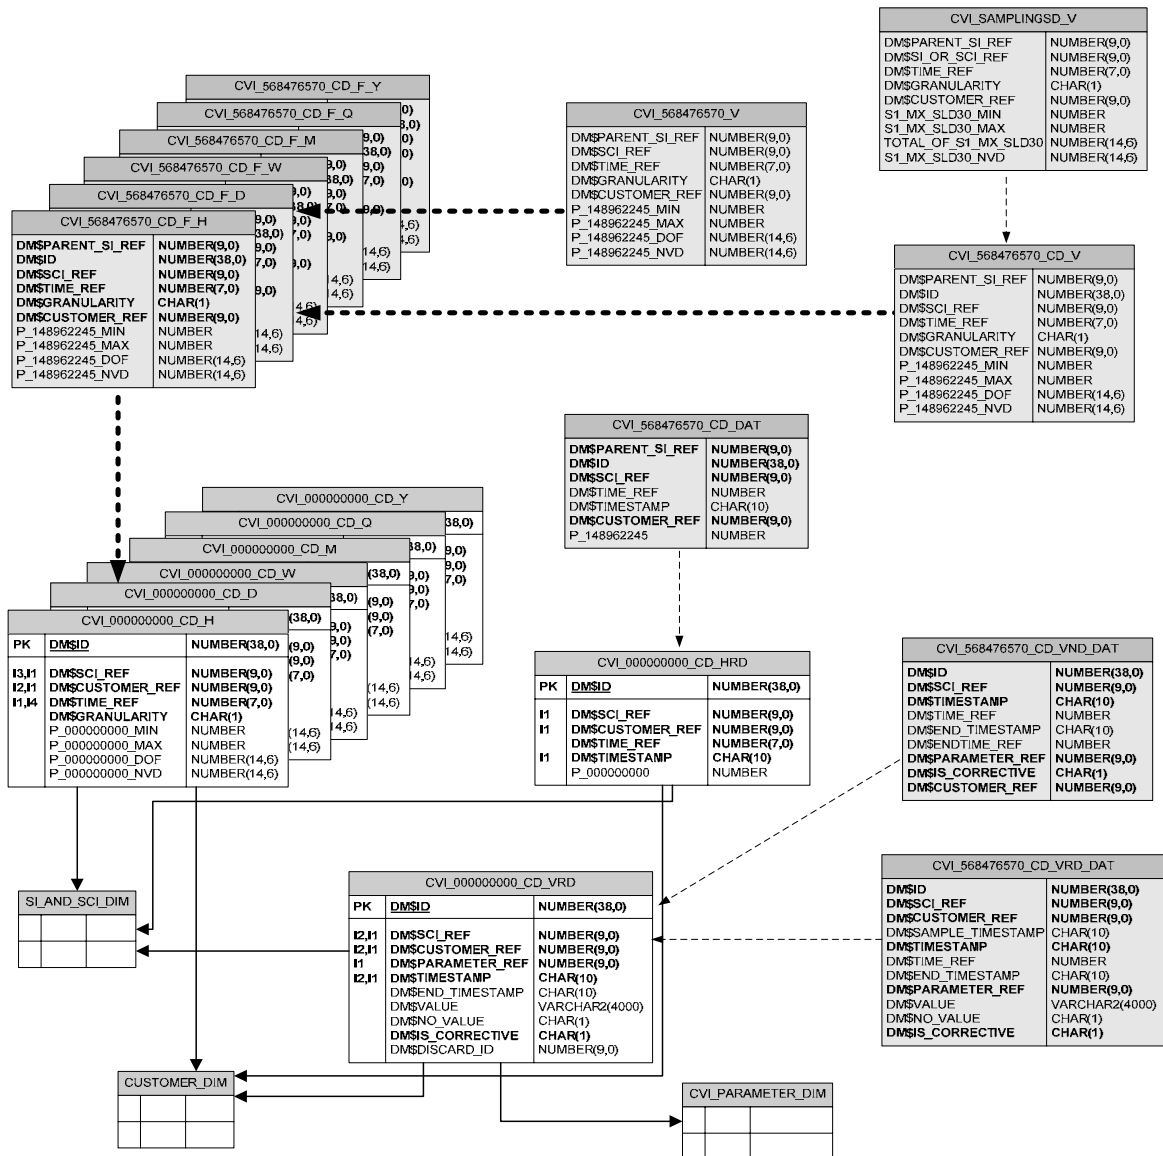 CVI_SAMPLINGSD_V
DM$PARENT_SI_REF NUMBER(9,0)
DM$SI_OR_SCI_REF NUMBER(9,0)
DM$TIME_REF NUMBER(7,0)
DM$GRANULARITY CHAR(1)
DM$CUSTOMER_REF NUMBER(9,0)
S1_MX_SLD30_MIN NUMBER
S1_MX_SLD30_MAX NUMBER
TOTAL_OF_S1_MX_SLD30 NUMBER(14,6)
S1_MX_SLD30_NVD NUMBER(14,6)
CVI_568476570_CD_F_Y
CVI_568476570_CD_F_Q
CVI_568476570_CD_F_M
CVI_568476570_CD_F_W
CVI_568476570_CD_F_D
CVI_568476570_CD_F_H
DM$PARENT_SI_REF NUMBER(9,0)
DM$ID NUMBER(38,0)
DM$SCI_REF NUMBER(9,0)
DM$TIME_REF NUMBER(7,0)
DM$GRANULARITY CHAR(1)
DM$CUSTOMER_REF NUMBER(9,0)
P_148962245_MIN NUMBER
P_148962245_MAX NUMBER
P_148962245_DOF NUMBER(14,6)
P_148962245_NVD NUMBER(14,6)
CVI_568476570_V
DM$PARENT_SI_REF NUMBER(9,0)
DM$SCI_REF NUMBER(9,0)
DM$TIME_REF NUMBER(7,0)
DM$GRANULARITY CHAR(1)
DM$CUSTOMER_REF NUMBER(9,0)
P_148962245_MIN NUMBER
P_148962245_MAX NUMBER
P_148962245_DOF NUMBER(14,6)
P_148962245_NVD NUMBER(14,6)
CVI_568476570_CD_V
DM$PARENT_SI_REF NUMBER(9,0)
DM$ID NUMBER(38,0)
DM$SCI_REF NUMBER(9,0)
DM$TIME_REF NUMBER(7,0)
DM$GRANULARITY CHAR(1)
DM$CUSTOMER_REF NUMBER(9,0)
P_148962245_MIN NUMBER
P_148962245_MAX NUMBER
P_148962245_DOF NUMBER(14,6)
P_148962245_NVD NUMBER(14,6)
CVI_568476570_CD_DAT
DM$PARENT_SI_REF NUMBER(9,0)
DM$ID NUMBER(38,0)
DM$SCI_REF NUMBER(9,0)
DM$TIME_REF NUMBER
DM$TIMESTAMP CHAR(10)
DM$CUSTOMER_REF NUMBER(9,0)
P_148962245 NUMBER
CVI_000000000_CD_Y
CVI_000000000_CD_Q
CVI_000000000_CD_M
CVI_000000000_CD_W
CVI_000000000_CD_D
CVI_000000000_CD_H
PK DM$ID NUMBER(38,0)
I3,I1 DM$SCI_REF NUMBER(9,0)
I2,I1 DM$CUSTOMER_REF NUMBER(9,0)
I1,I4 DM$TIME_REF NUMBER(7,0)
DM$GRANULARITY CHAR(1)
P_000000000_MIN NUMBER
P_000000000_MAX NUMBER
P_000000000_DOF NUMBER(14,6)
P_000000000_NVD NUMBER(14,6)
CVI_000000000_CD_HRD
PK DM$ID NUMBER(38,0)
I1 DM$SCI_REF NUMBER(9,0)
I1 DM$CUSTOMER_REF NUMBER(9,0)
DM$TIME_REF NUMBER(7,0)
I1 DM$TIMESTAMP CHAR(10)
P_000000000 NUMBER
CVI_568476570_CD_VND_DAT
DM$ID NUMBER(38,0)
DM$SCI_REF NUMBER(9,0)
DM$TIMESTAMP CHAR(10)
DM$TIME_REF NUMBER
DM$END_TIMESTAMP CHAR(10)
DM$ENDTIME_REF NUMBER
DM$PARAMETER_REF NUMBER(9,0)
DM$IS_CORRECTIVE CHAR(1)
DM$CUSTOMER_REF NUMBER(9,0)
CVI_568476570_CD_VRD_DAT
DM$ID NUMBER(38,0)
DM$SCI_REF NUMBER(9,0)
DM$CUSTOMER_REF NUMBER(9,0)
DM$SAMPLE_TIMESTAMP CHAR(10)
DM$TIMESTAMP CHAR(10)
DM$TIME_REF NUMBER
DM$END_TIMESTAMP CHAR(10)
DM$PARAMETER_REF NUMBER(9,0)
DM$VALUE VARCHAR2(4000)
DM$NO_VALUE CHAR(1)
DM$IS_CORRECTIVE CHAR(1)
SI_AND_SCI_DIM
CVI_000000000_CD_VRD
PK DM$ID NUMBER(38,0)
I2,I1 DM$SCI_REF NUMBER(9,0)
I2,I1 DM$CUSTOMER_REF NUMBER(9,0)
I1 DM$PARAMETER_REF NUMBER(9,0)
I2,I1 DM$TIMESTAMP CHAR(10)
DM$END_TIMESTAMP CHAR(10)
DM$VALUE VARCHAR2(4000)
DM$NO_VALUE CHAR(1)
DM$IS_CORRECTIVE CHAR(1)
DM$DISCARD_ID NUMBER(9,0)
CUSTOMER_DIM
CVI_PARAMETER_DIM